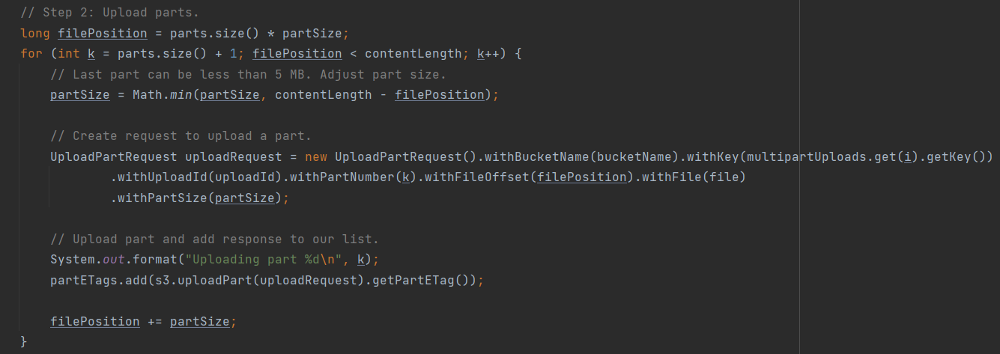 // Step 2: Upload parts.
long filePosition = parts.size() * partSize;
for (int k = parts.size() + 1; filePosition < contentLength; k++) {
// Last part can be less than 5 MB. Adjust part size.
partSize = Math.min(partSize, contentLength - filePosition);
// Create request to upload a part.
UploadPartRequest uploadRequest = new UploadPartRequest().withBucketName(bucketName).withKey(multipartUploads.get(i).getKey())
.withUploadId(uploadId).withPartNumber(k).withFileOffset(filePosition).withFile(file)
.withPartSize(partSize);
// Upload part and add response to our list.
System.out.format("Uploading part %d\n", k);
partETags.add(s3.uploadPart(uploadRequest).getPartETag());
filePosition += partSize;
}